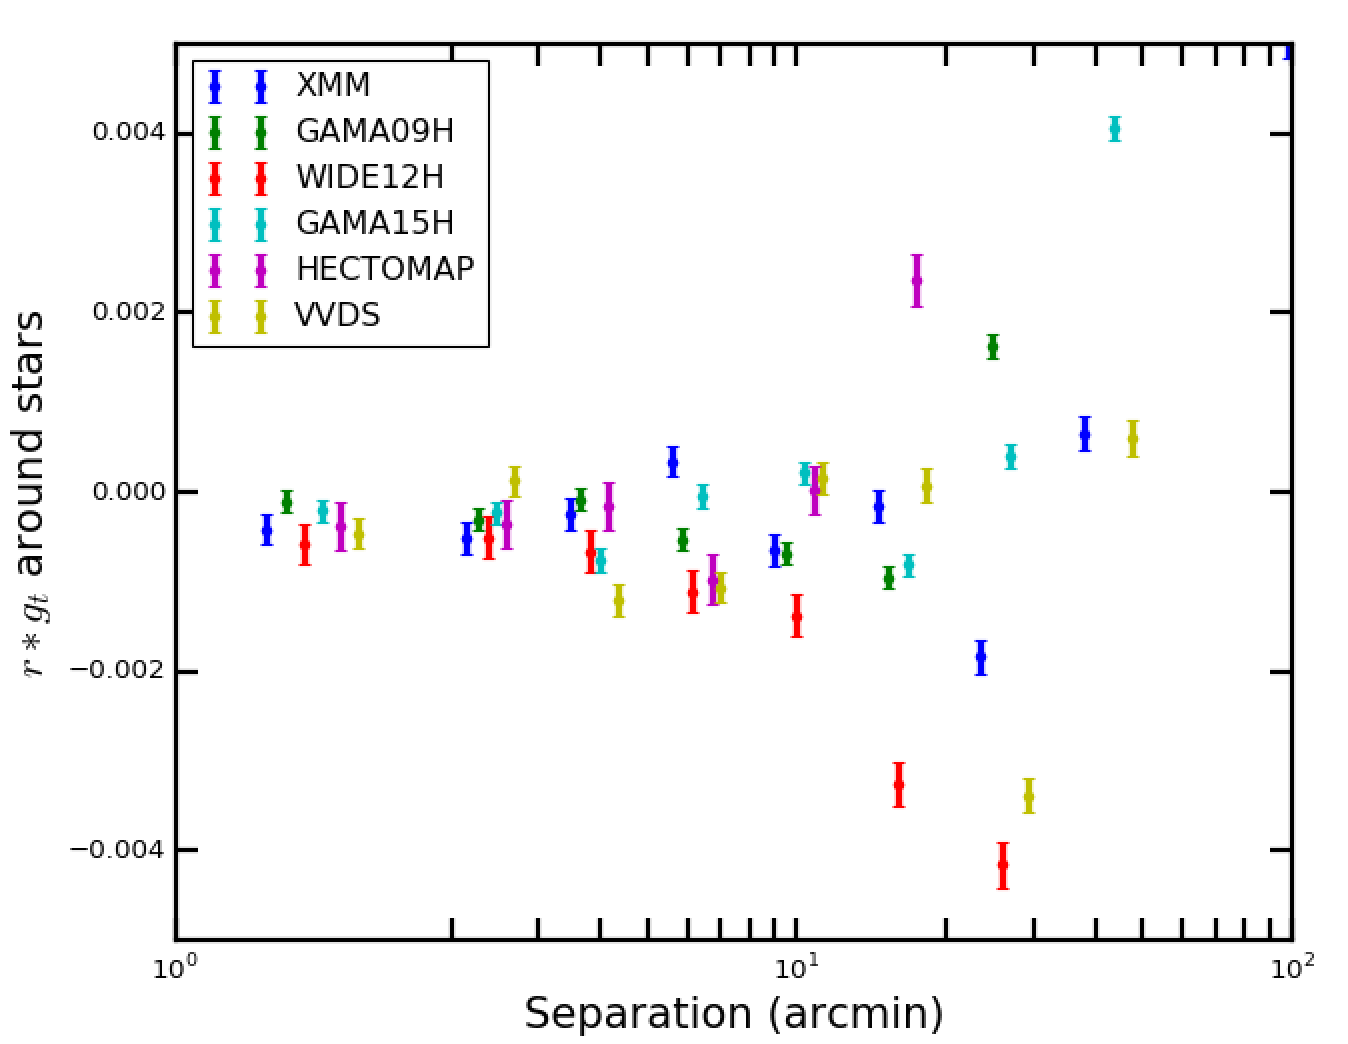 XMM
GAMA09H
WIDE12H
GAMA15H
HECTOMAP
VVDS
0.004
0.002
0.000
−0.002
−0.004
r * g_t around stars
10^0
10^1
10^2
Separation (arcmin)